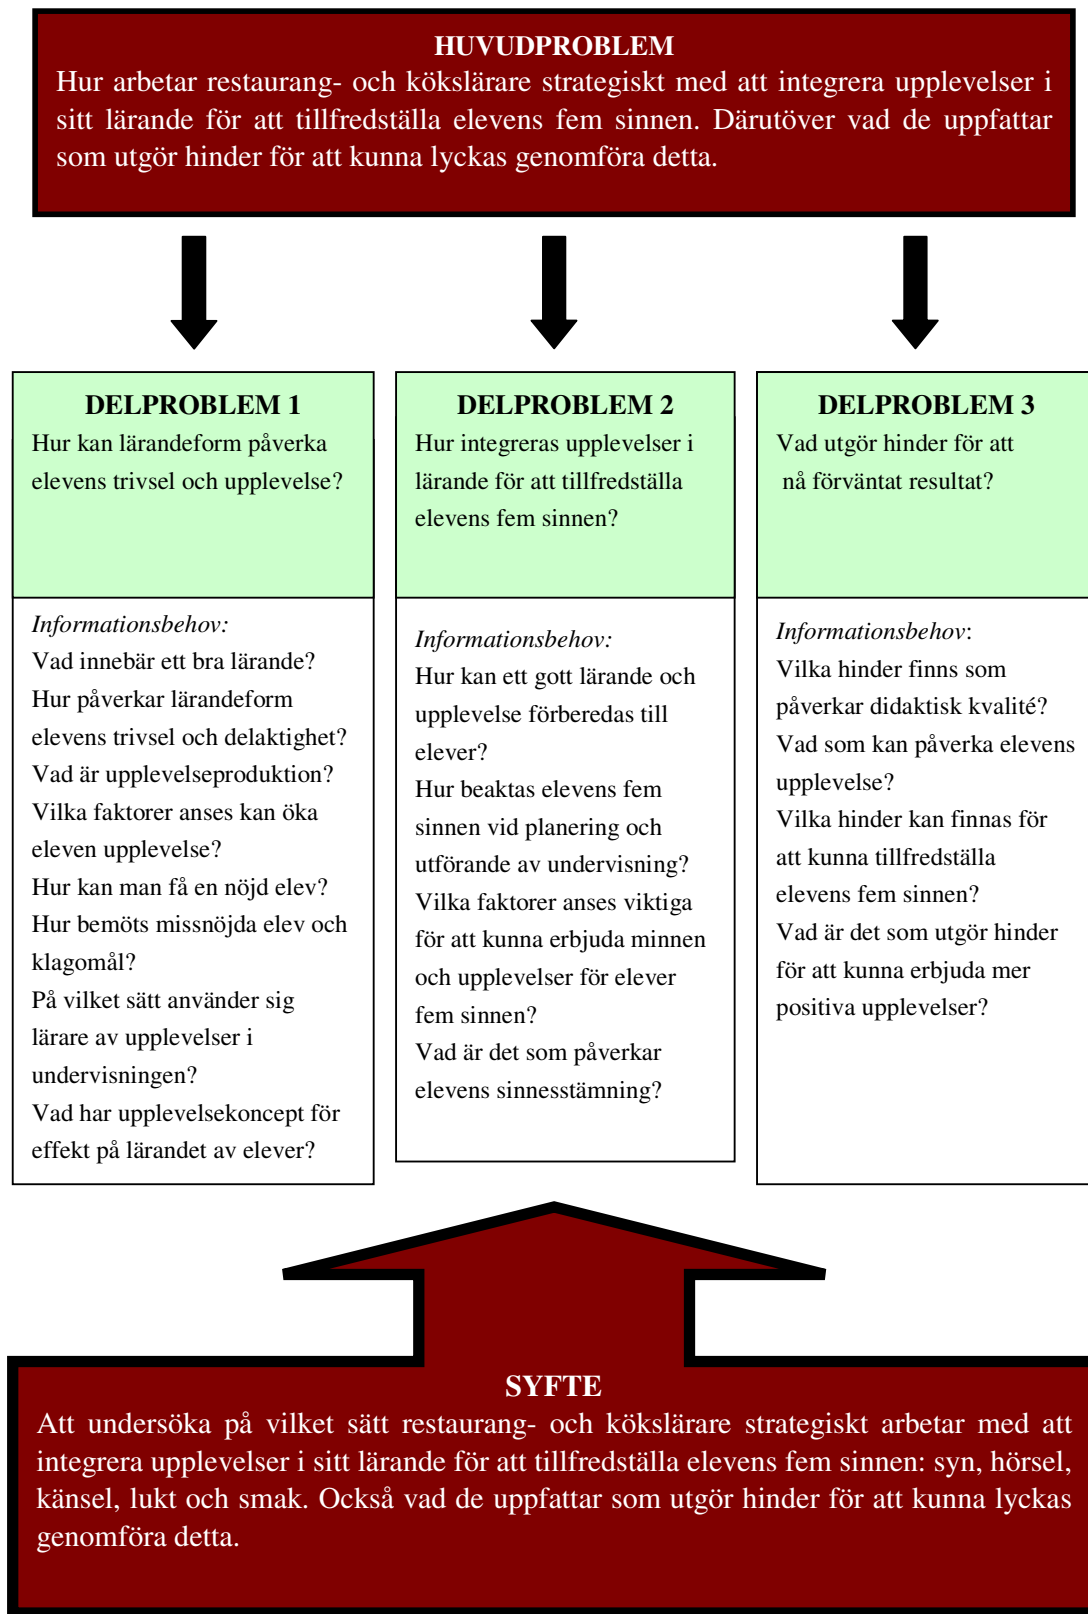 HUVUDPROBLEM
Hur arbetar restaurang- och kökslärare strategiskt med att integrera upplevelser i
sitt lärande för att tillfredställa elevens fem sinnen. Därutöver vad de uppfattar
som utgör hinder för att kunna lyckas genomföra detta.
DELPROBLEM 1
Hur kan lärandeform påverka
elevens trivsel och upplevelse?
Informationsbehov:
Vad innebär ett bra lärande?
Hur påverkar lärandeform
elevens trivsel och delaktighet?
Vad är upplevelseproduktion?
Vilka faktorer anses kan öka
eleven upplevelse?
Hur kan man få en nöjd elev?
Hur bemöts missnöjda elev och
klagomål?
På vilket sätt använder sig
lärare av upplevelser i
undervisningen?
Vad har upplevelsekoncept för
effekt på lärandet av elever?
DELPROBLEM 2
Hur integreras upplevelser i
lärande för att tillfredställa
elevens fem sinnen?
Informationsbehov:
Hur kan ett gott lärande och
upplevelse förberedas till
elever?
Hur beaktas elevens fem
sinnen vid planering och
utförande av undervisning?
Vilka faktorer anses viktiga
för att kunna erbjuda minnen
och upplevelser för elever
fem sinnen?
Vad är det som påverkar
elevens sinnesstämning?
DELPROBLEM 3
Vad utgör hinder för att
nå förväntat resultat?
Informationsbehov:
Vilka hinder finns som
påverkar didaktisk kvalité?
Vad som kan påverka elevens
upplevelse?
Vilka hinder kan finnas för
att kunna tillfredställa
elevens fem sinnen?
Vad är det som utgör hinder
för att kunna erbjuda mer
positiva upplevelser?
SYFTE
Att undersöka på vilket sätt restaurang- och kökslärare strategiskt arbetar med att
integrera upplevelser i sitt lärande för att tillfredställa elevens fem sinnen: syn, hörsel,
känsel, lukt och smak. Också vad de uppfattar som utgör hinder för att kunna lyckas
genomföra detta.